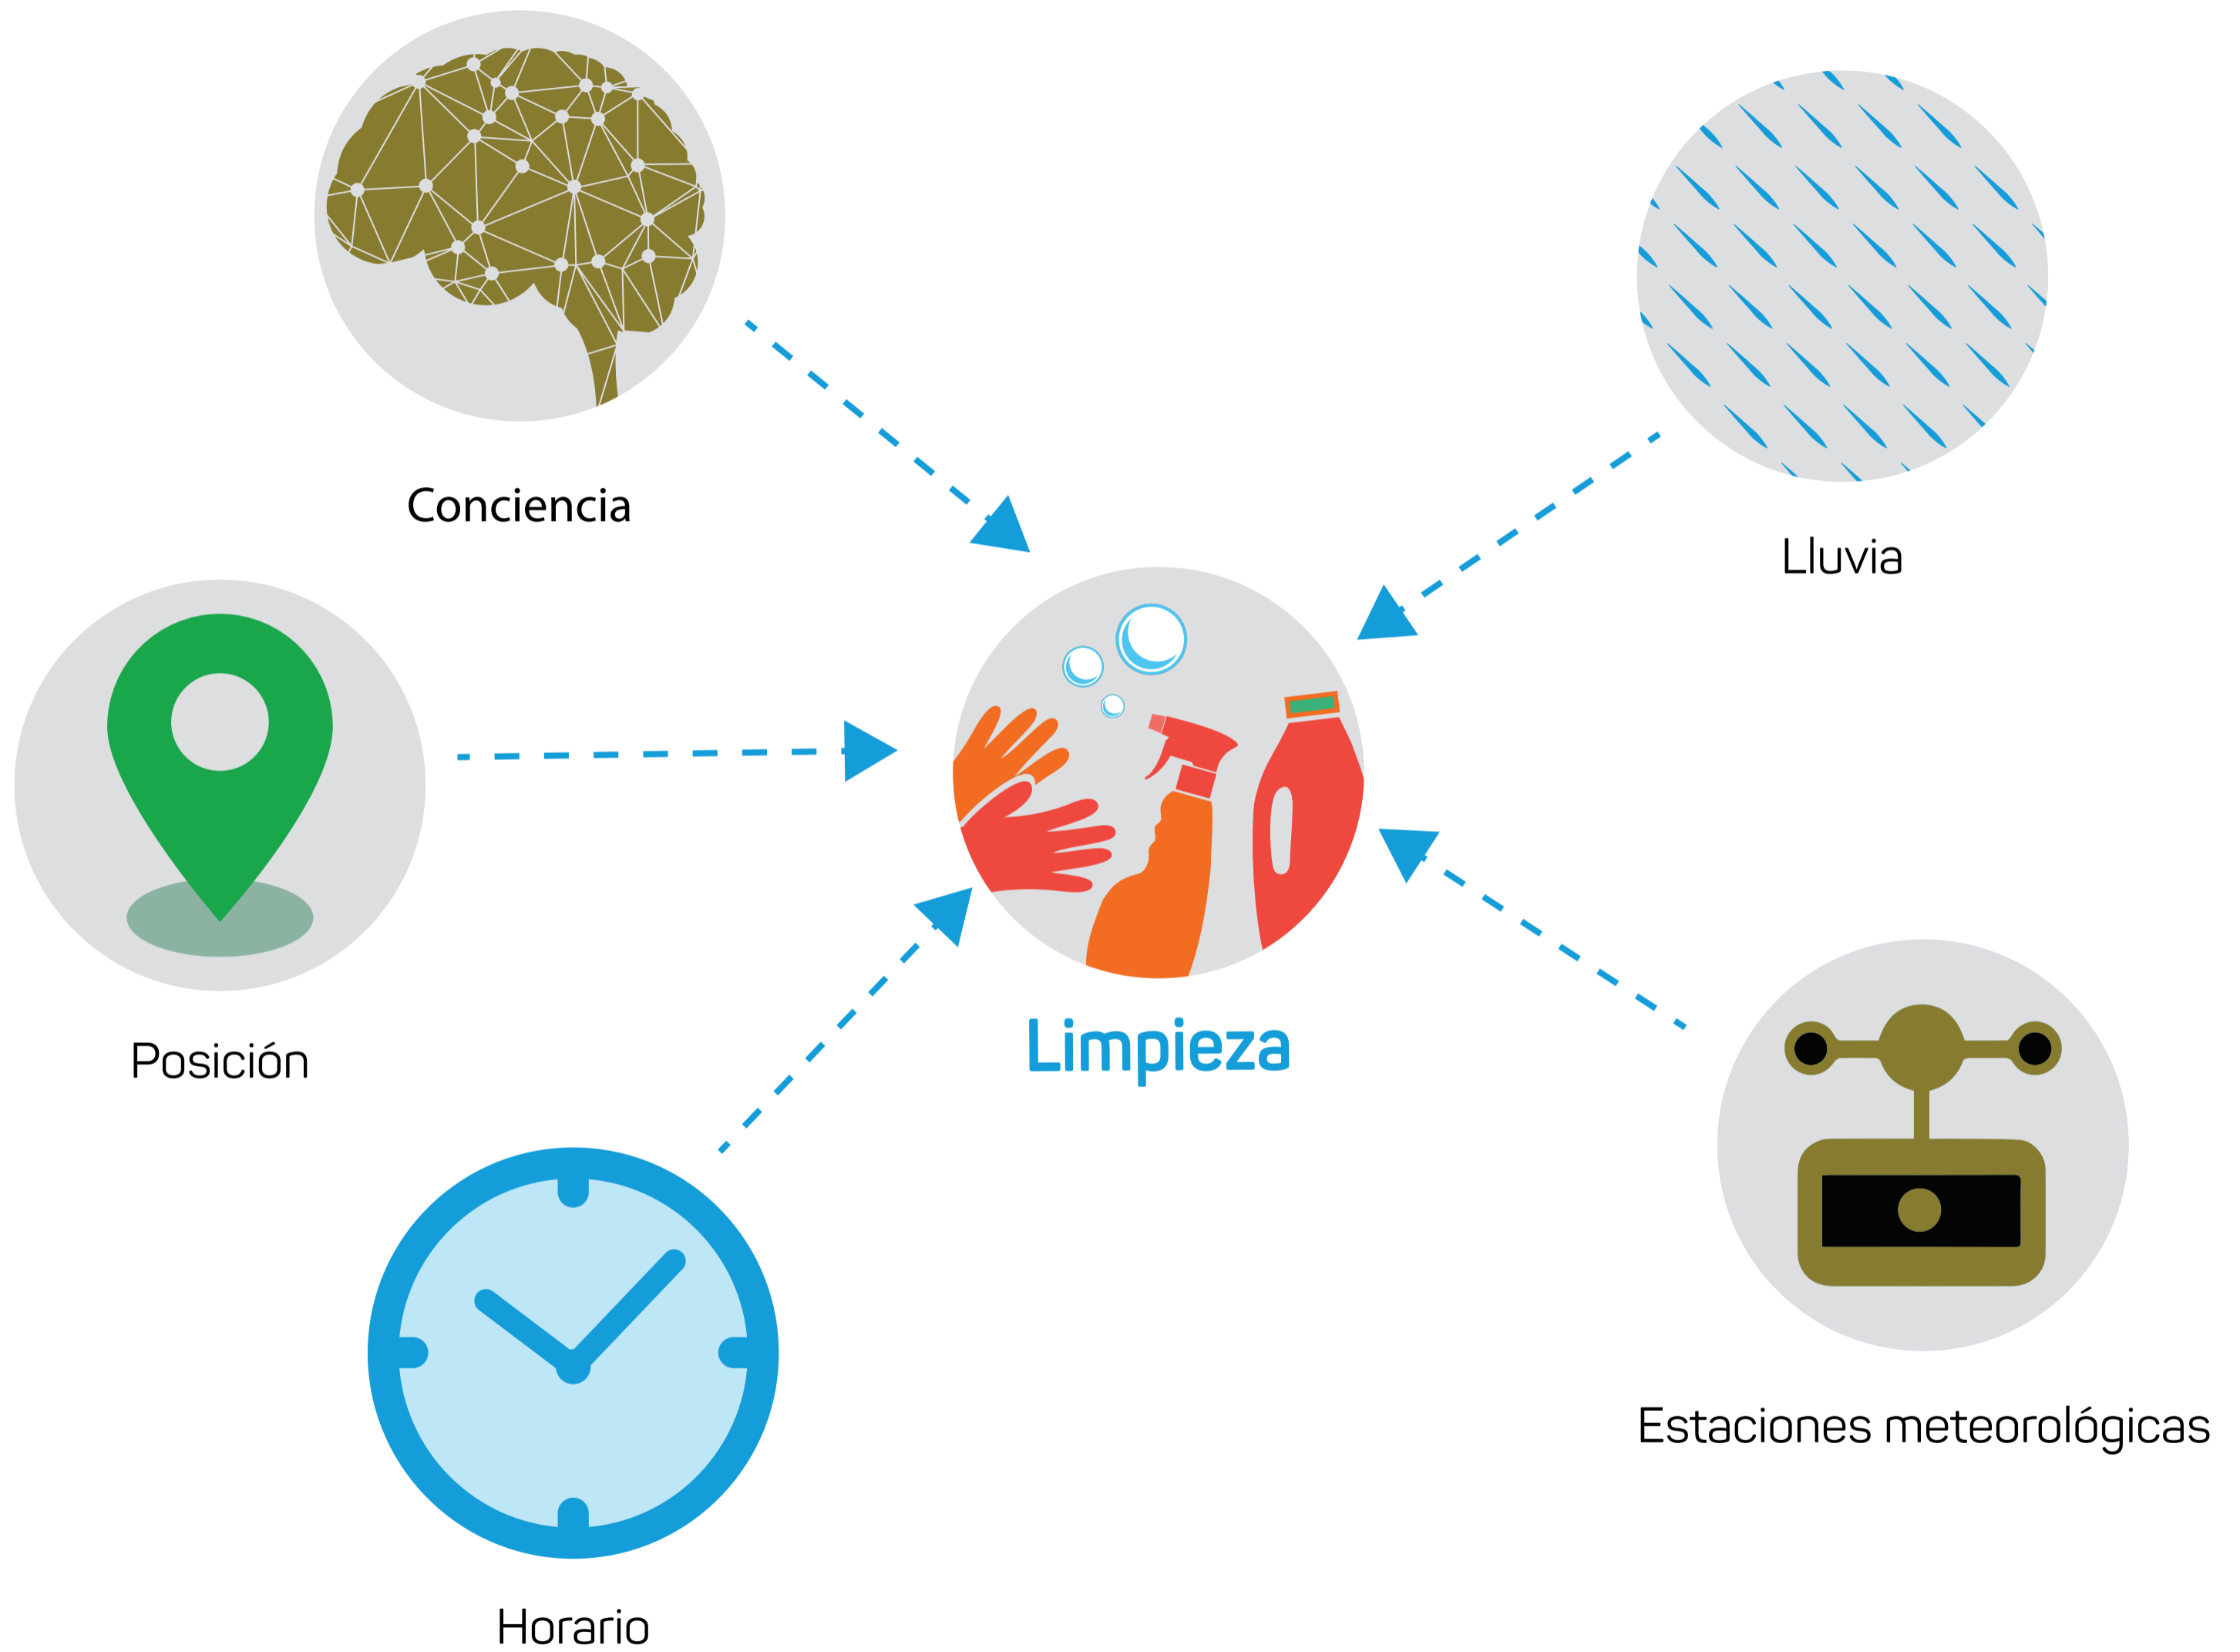 Conciencia
Lluvia
Posición
Limpieza
Estaciones meteorológicas
Horario